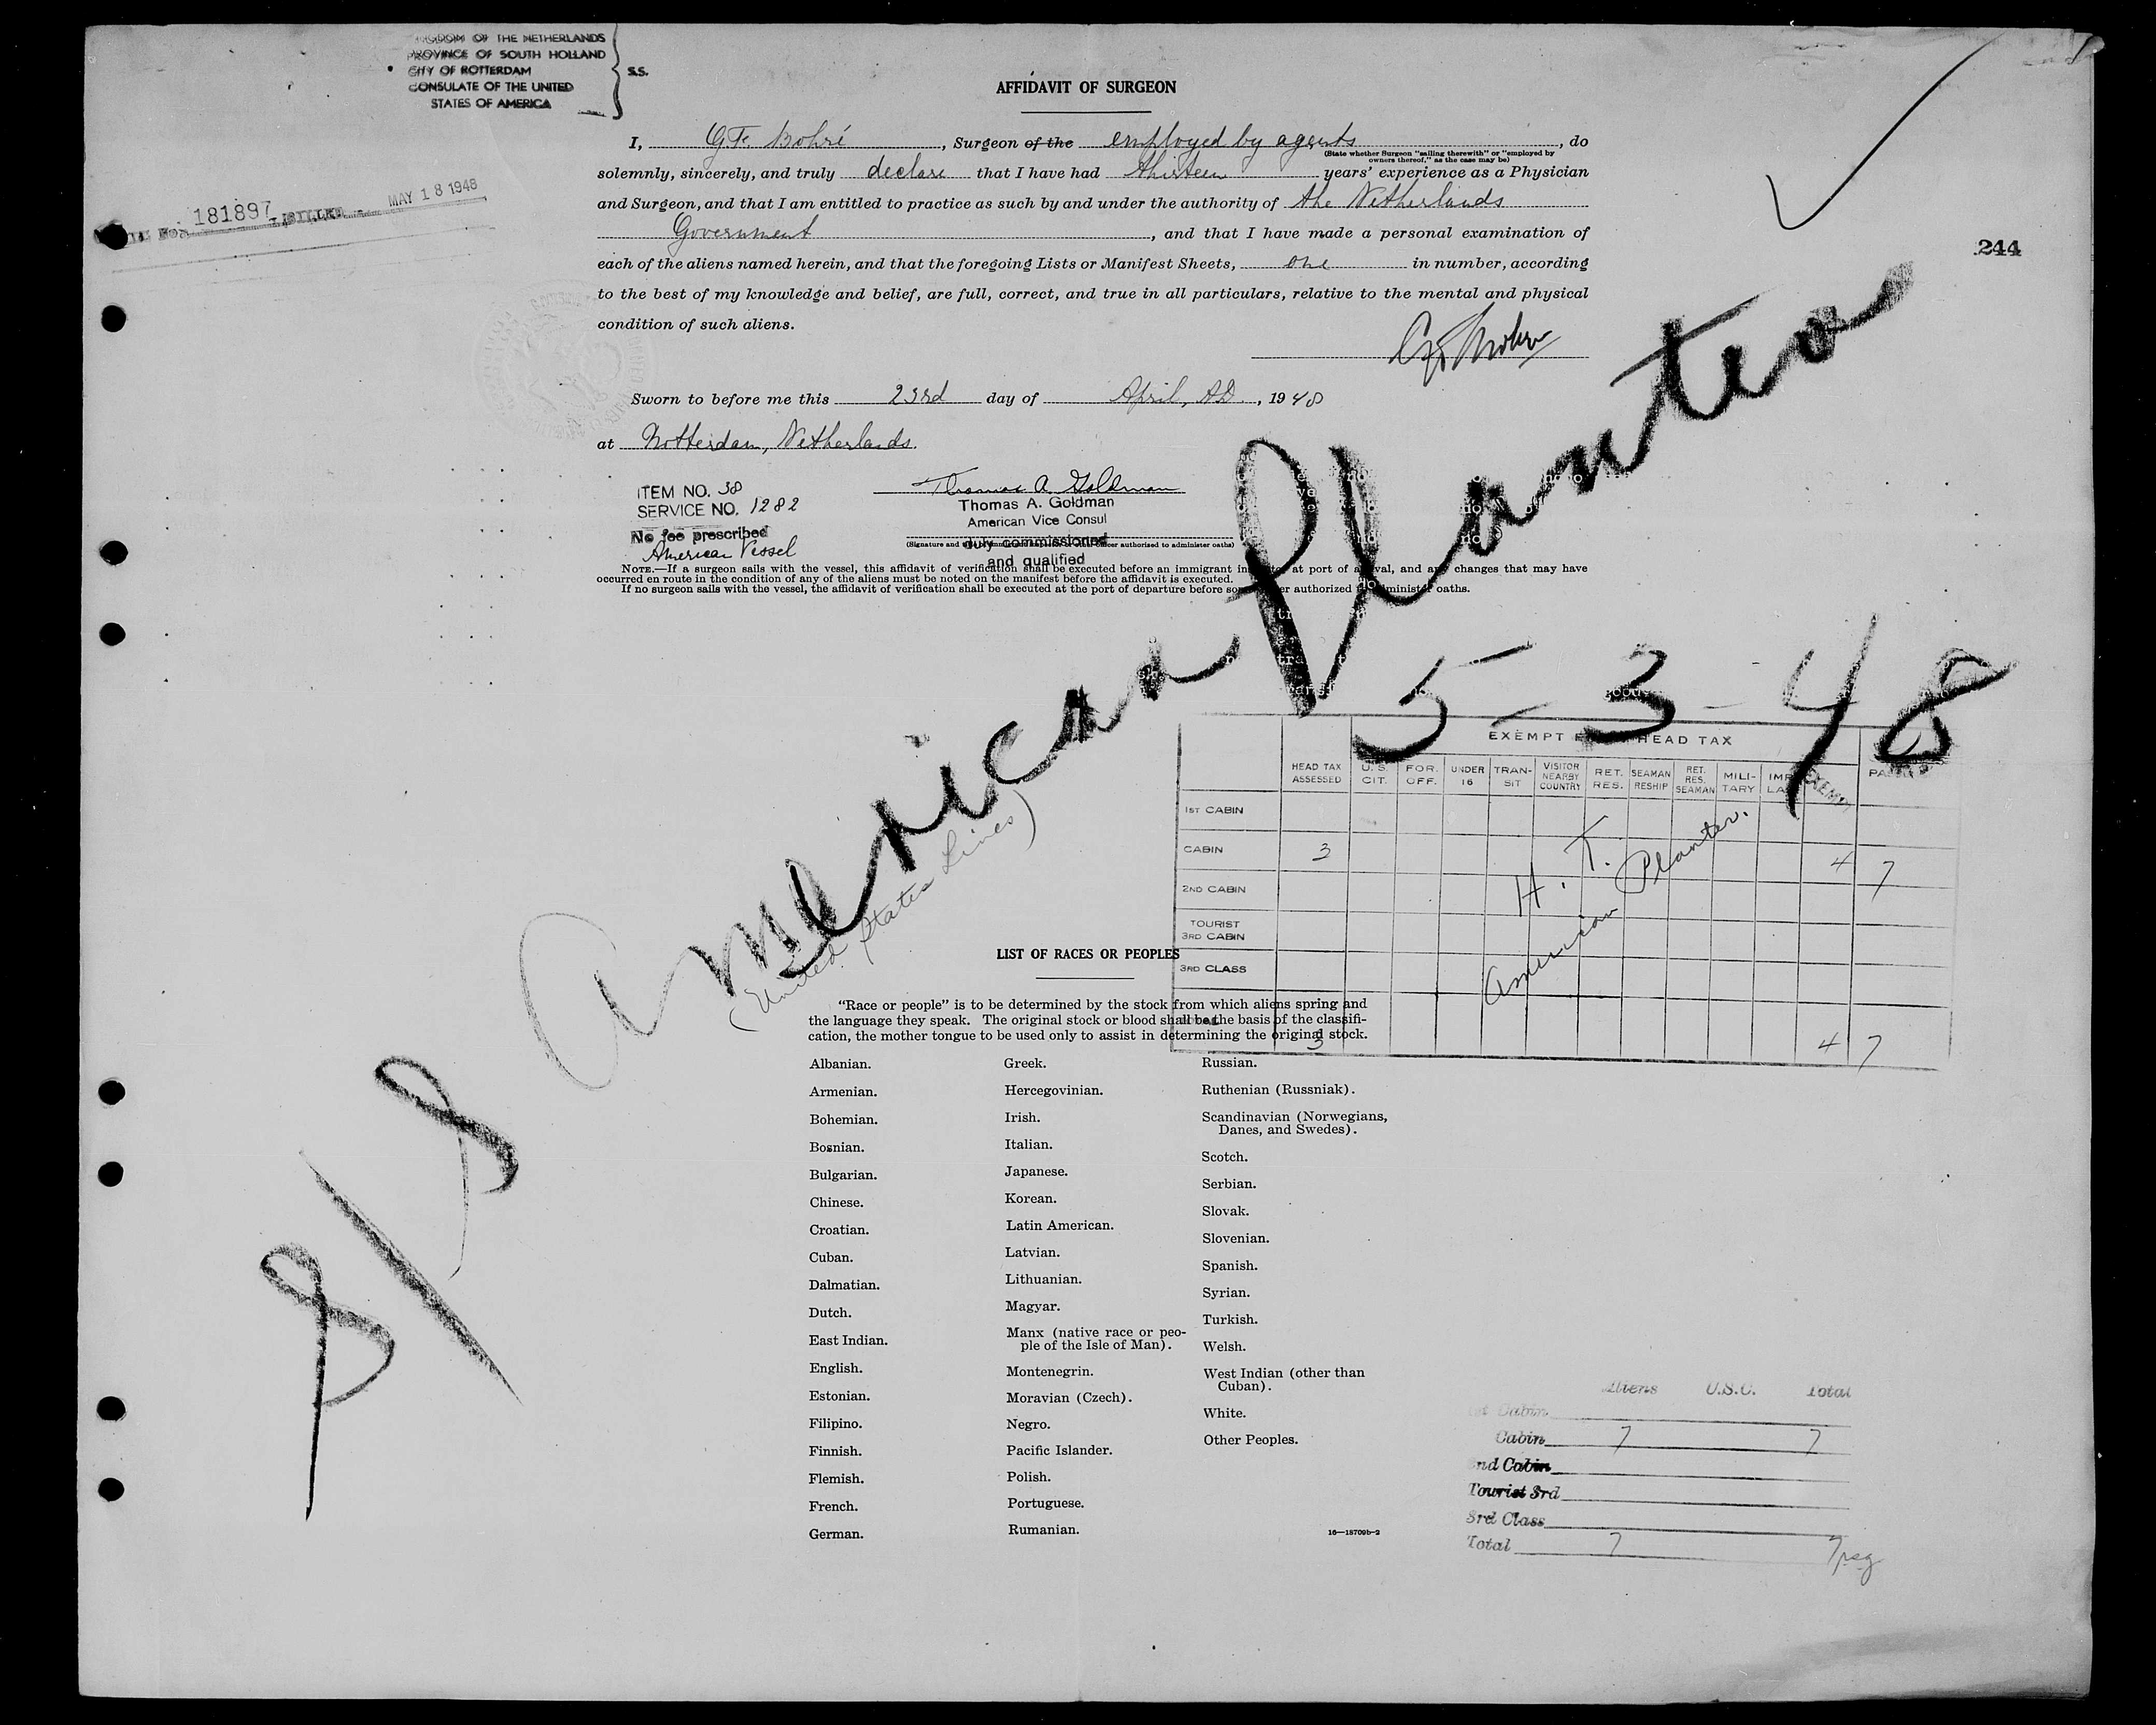 KINGDOM OF THE NETHERLANDS
PROVINCE OF SOUTH HOLLAND
CITY OF ROTTERDAM
CONSULATE OF THE UNITED
STATES OF AMERICA
S.S.
AFFIDAVIT OF SURGEON
I, G.F. Bohré, Surgeon of the employed by agents, do
(State whether Surgeon "sailing therewith" or "employed by
owners thereof," as the case may be)
solemnly, sincerely, and truly declare that I have had thirteen years' experience as a Physician
and Surgeon, and that I am entitled to practice as such by and under the authority of the Netherlands
Government, and that I have made a personal examination of
each of the aliens named herein, and that the foregoing Lists or Manifest Sheets, one in number, according
to the best of my knowledge and belief, are full, correct, and true in all particulars, relative to the mental and physical
condition of such aliens.
181897 MAY 18 1948
244
Sworn to before me this 23rd day of April, AD., 1948
at Rotterdam, Netherlands.
ITEM NO. 38
SERVICE NO. 1282
No fee prescribed
American Vessel
Thomas A. Goldman
Thomas A. Goldman
American Vice Consul
duly commissioned
and qualified
NOTE.—If a surgeon sails with the vessel, this affidavit of verification shall be executed before an immigrant at port of arrival, and any changes that may have
occurred en route in the condition of any of the aliens must be noted on the manifest before the affidavit is executed.
If no surgeon sails with the vessel, the affidavit of verification shall be executed at the port of departure before some officer authorized to administer oaths.
S/S American Planter
(United States Lines)
5-3-48
EXEMPT FROM HEAD TAX
HEAD TAX ASSESSED
U.S. CIT.
FOR. OFF.
UNDER 16
TRANSIT
VISITOR NEARBY COUNTRY
RET. RES.
SEAMAN RESHIP
RET. RES. SEAMAN
MILITARY
EXEMPT
1ST CABIN
CABIN 3 4 7
2ND CABIN
TOURIST
3RD CABIN
3RD CLASS
3 4 7
H. T.
American Planter.
LIST OF RACES OR PEOPLES
"Race or people" is to be determined by the stock from which aliens spring and
the language they speak. The original stock or blood shall be the basis of the classifi-
cation, the mother tongue to be used only to assist in determining the original stock.
Albanian.
Armenian.
Bohemian.
Bosnian.
Bulgarian.
Chinese.
Croatian.
Cuban.
Dalmatian.
Dutch.
East Indian.
English.
Estonian.
Filipino.
Finnish.
Flemish.
French.
German.
Greek.
Hercegovinian.
Irish.
Italian.
Japanese.
Korean.
Latin American.
Latvian.
Lithuanian.
Magyar.
Manx (native race or peo-
ple of the Isle of Man).
Montenegrin.
Moravian (Czech).
Negro.
Pacific Islander.
Polish.
Portuguese.
Rumanian.
Russian.
Ruthenian (Russniak).
Scandinavian (Norwegians,
Danes, and Swedes).
Scotch.
Serbian.
Slovak.
Slovenian.
Spanish.
Syrian.
Turkish.
Welsh.
West Indian (other than
Cuban).
White.
Other Peoples.
16—18709b-2
Aliens U.S.C. Total
1st Cabin
Cabin 7 7
2nd Cabin
Tourist 3rd
3rd Class
Total 7 7